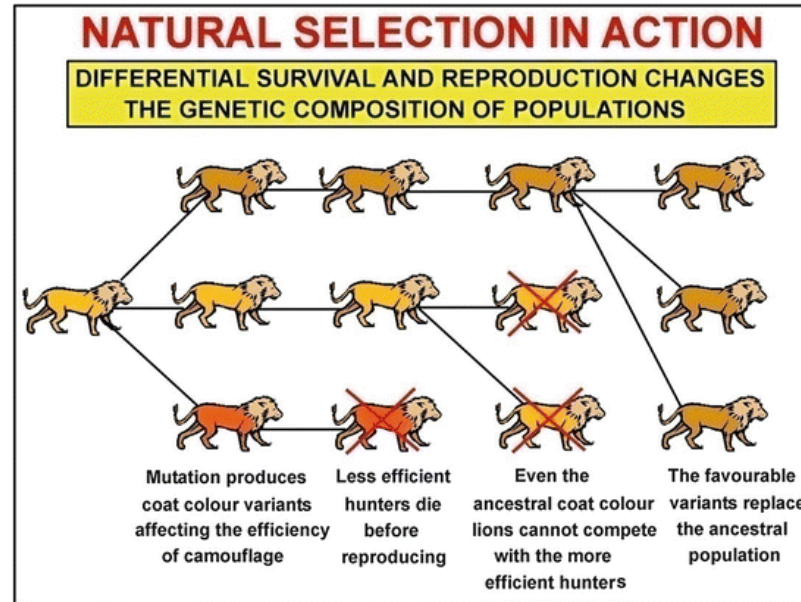 NATURAL SELECTION IN ACTION
DIFFERENTIAL SURVIVAL AND REPRODUCTION CHANGES
THE GENETIC COMPOSITION OF POPULATIONS
Mutation produces
coat colour variants
affecting the efficiency
of camouflage
Less efficient
hunters die
before
reproducing
Even the
ancestral coat colour
lions cannot compete
with the more
efficient hunters
The favourable
variants replace
the ancestral
population